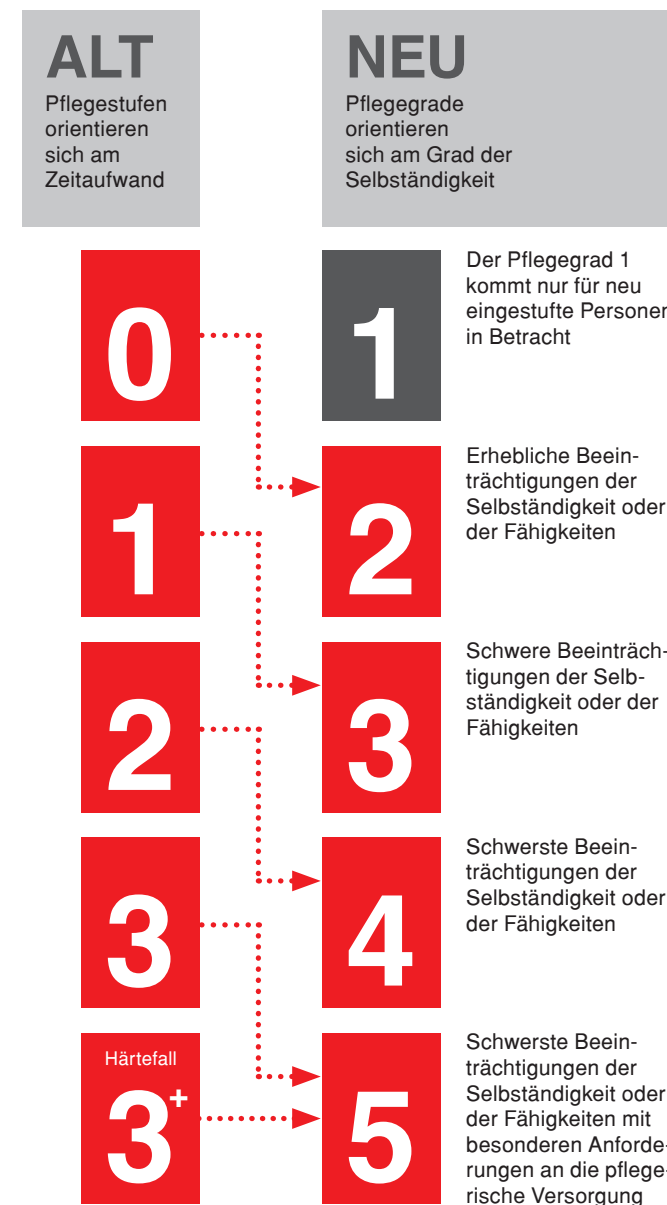 ALT
Pflegestufen
orientieren
sich am
Zeitaufwand
NEU
Pflegegrade
orientieren
sich am Grad der
Selbständigkeit
0
1
Der Pflegegrad 1
kommt nur für neu
eingestufte Personen
in Betracht
1
2
Erhebliche Beein-
trächtigungen der
Selbständigkeit oder
der Fähigkeiten
2
3
Schwere Beeinträch-
tigungen der Selb-
ständigkeit oder der
Fähigkeiten
3
4
Schwerste Beein-
trächtigungen der
Selbständigkeit oder
der Fähigkeiten
Härtefall
3+
5
Schwerste Beein-
trächtigungen der
Selbständigkeit oder
der Fähigkeiten mit
besonderen Anforde-
rungen an die pflege-
rische Versorgung